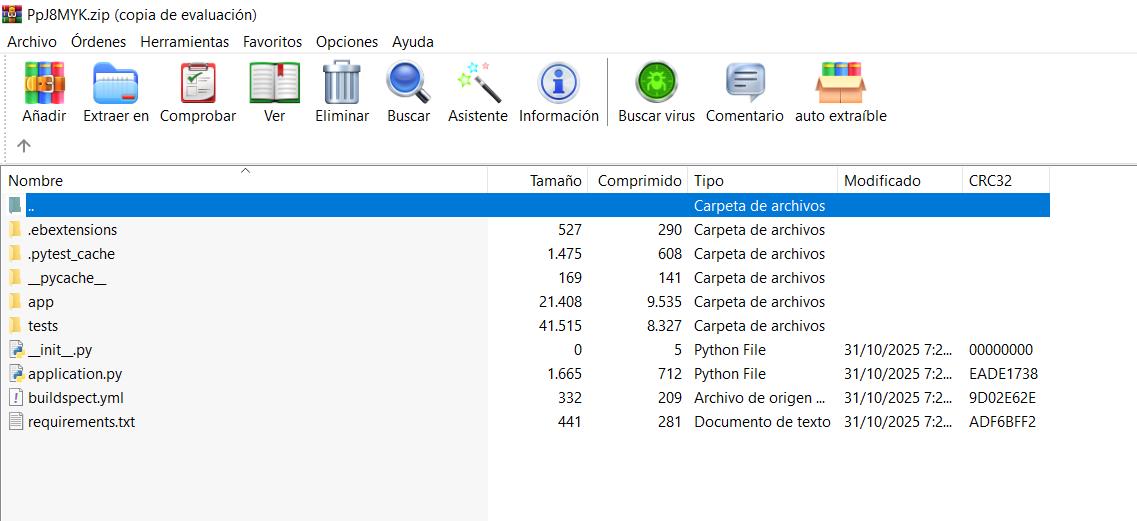 PpJ8MYK.zip (copia de evaluación)
Archivo Órdenes Herramientas Favoritos Opciones Ayuda
Añadir Extraer en Comprobar Ver Eliminar Buscar Asistente Información Buscar virus Comentario auto extraíble
Nombre Tamaño Comprimido Tipo Modificado CRC32
.. Carpeta de archivos
.ebextensions 527 290 Carpeta de archivos
.pytest_cache 1.475 608 Carpeta de archivos
__pycache__ 169 141 Carpeta de archivos
app 21.408 9.535 Carpeta de archivos
tests 41.515 8.327 Carpeta de archivos
__init__.py 0 5 Python File 31/10/2025 7:2... 00000000
application.py 1.665 712 Python File 31/10/2025 7:2... EADE1738
buildspect.yml 332 209 Archivo de origen ... 31/10/2025 7:2... 9D02E62E
requirements.txt 441 281 Documento de texto 31/10/2025 7:2... ADF6BFF2